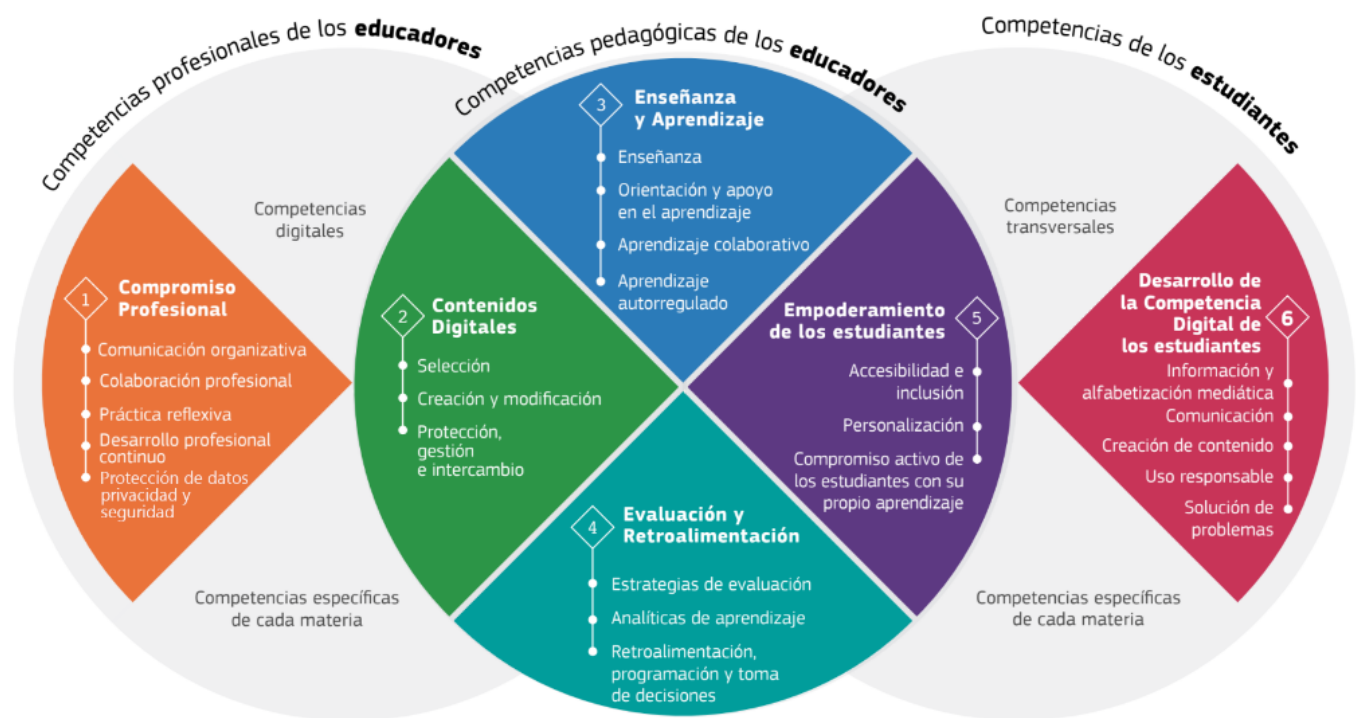 Competencias profesionales de los educadores
Competencias pedagógicas de los educadores
Competencias de los estudiantes
Competencias
digitales
1
Compromiso
Profesional
Comunicación organizativa
Colaboración profesional
Práctica reflexiva
Desarrollo profesional
continuo
Protección de datos
privacidad y
seguridad
Competencias específicas
de cada materia
2
Contenidos
Digitales
Selección
Creación y modificación
Protección,
gestión
e intercambio
3
Enseñanza
y Aprendizaje
Enseñanza
Orientación y apoyo
en el aprendizaje
Aprendizaje colaborativo
Aprendizaje
autorregulado
4
Evaluación y
Retroalimentación
Estrategias de evaluación
Analíticas de aprendizaje
Retroalimentación,
programación y toma
de decisiones
Empoderamiento
de los estudiantes
5
Accesibilidad e
inclusión
Personalización
Compromiso activo de
los estudiantes con su
propio aprendizaje
Competencias
transversales
Desarrollo de
la Competencia
Digital de
los estudiantes
6
Información y
alfabetización mediática
Comunicación
Creación de contenido
Uso responsable
Solución de
problemas
Competencias específicas
de cada materia